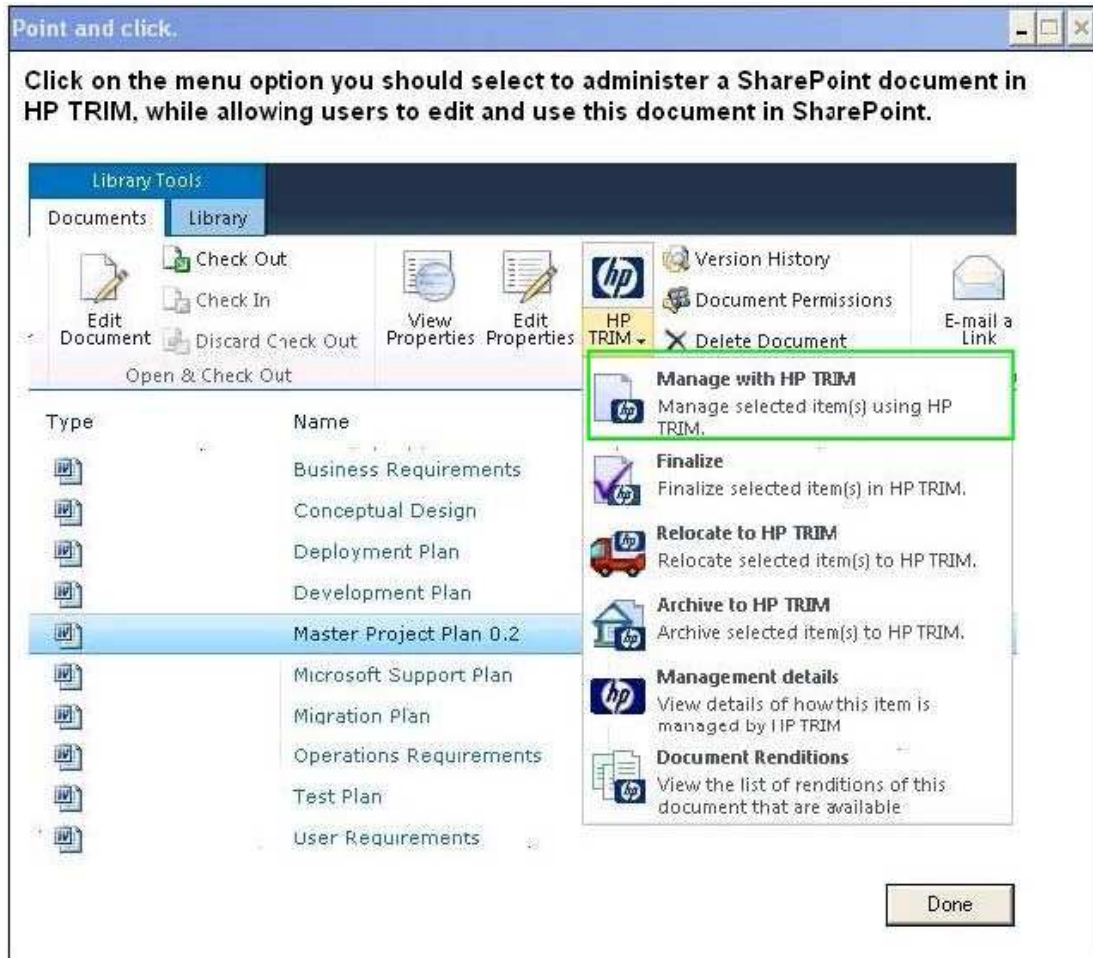 Point and click.
Click on the menu option you should select to administer a SharePoint document in
HP TRIM, while allowing users to edit and use this document in SharePoint.
Library Tools
Documents Library
Edit
Document
Check Out
Check In
Discard Check Out
Open & Check Out
View
Properties
Edit
Properties
hp
HP
TRIM
Version History
Document Permissions
Delete Document
E-mail a
Link
Type Name
Business Requirements
Conceptual Design
Deployment Plan
Development Plan
Master Project Plan 0.2
Microsoft Support Plan
Migration Plan
Operations Requirements
Test Plan
User Requirements
Manage with HP TRIM
Manage selected item(s) using HP
TRIM.
Finalize
Finalize selected item(s) in HP TRIM.
Relocate to HP TRIM
Relocate selected item(s) to HP TRIM.
Archive to HP TRIM
Archive selected item(s) to HP TRIM.
Management details
View details of how this item is
managed by HP TRIM
Document Renditions
View the list of renditions of this
document that are available
Done